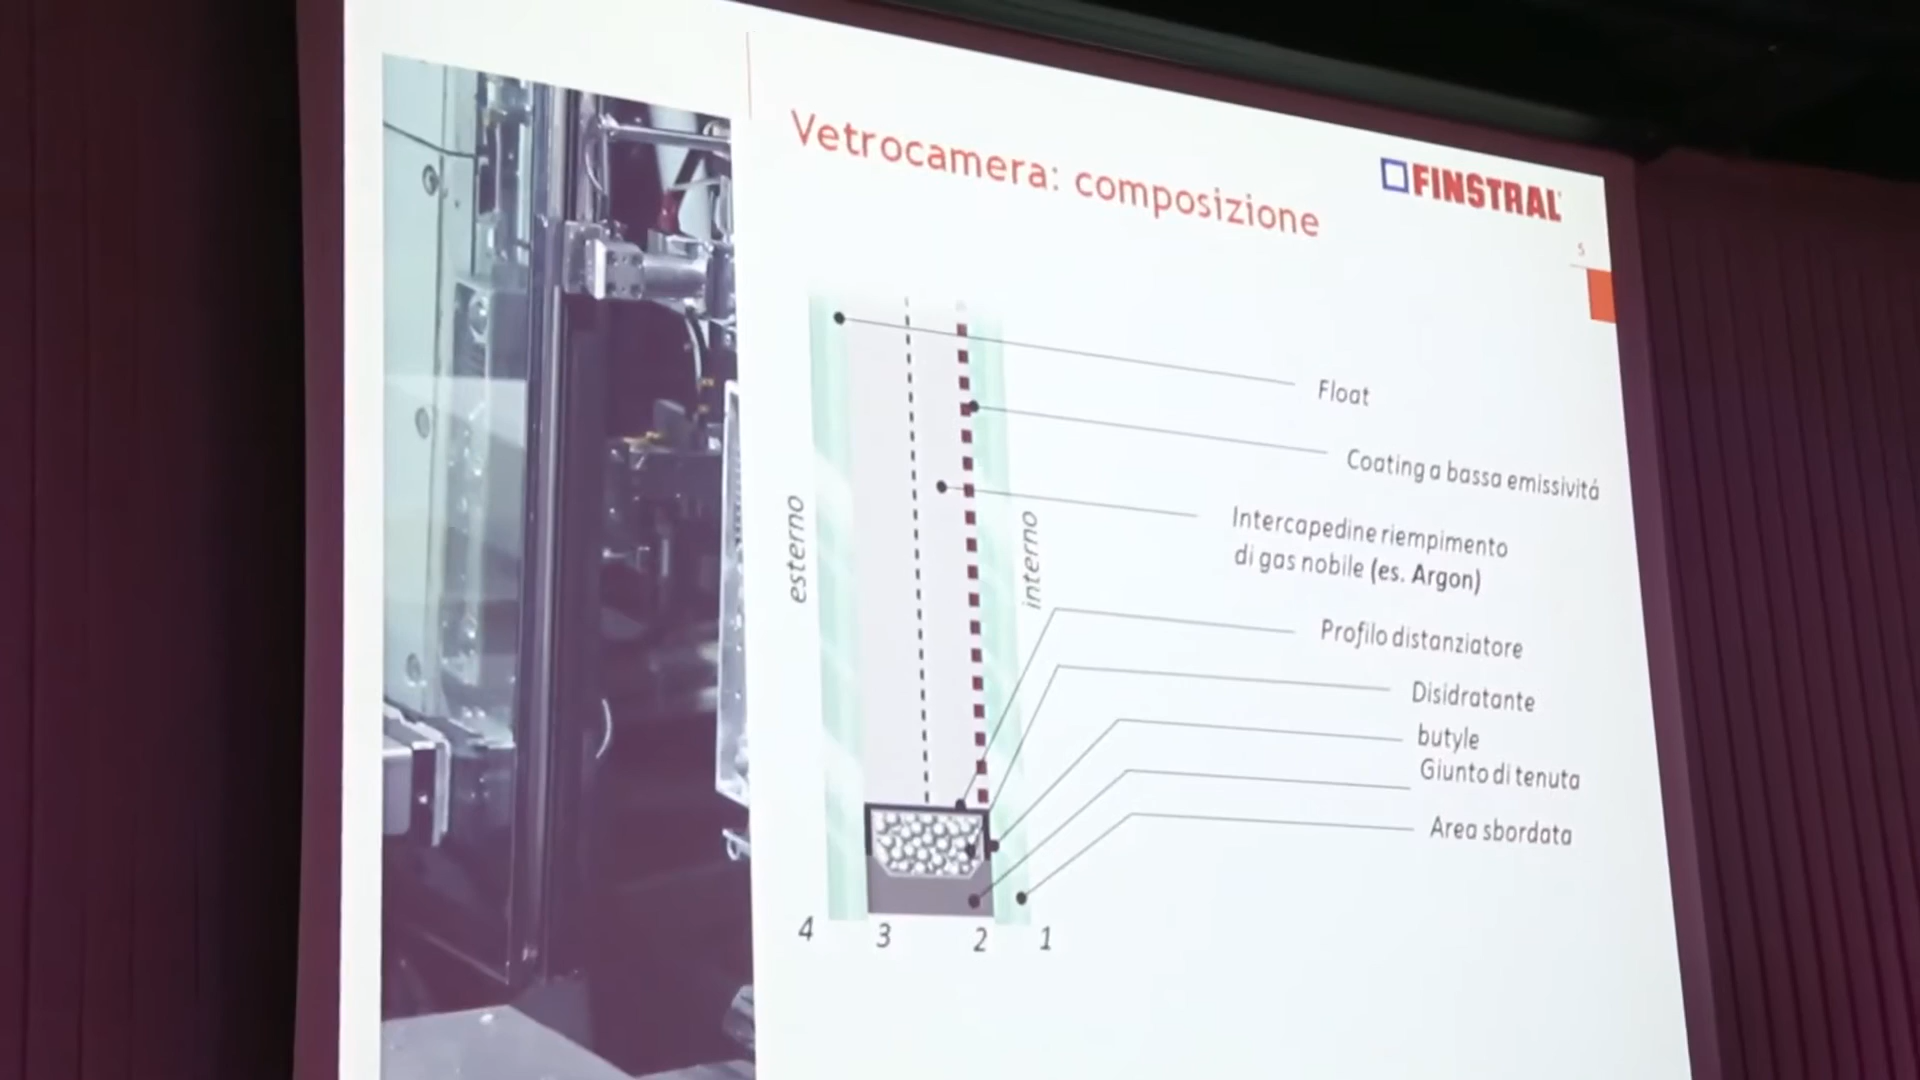 Vetrocamera: composizione
FINSTRAL
5
Float
Coating a bassa emissivitá
Intercapedine riempimento
di gas nobile (es. Argon)
esterno
interno
Profilo distanziatore
Disidratante
butyle
Giunto di tenuta
Area sbordata
4 3 2 1